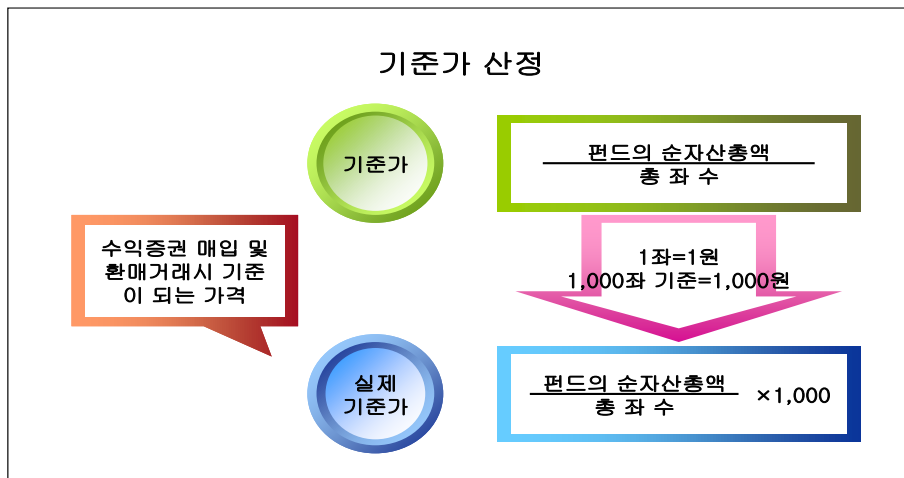 기준가 산정
기준가
펀드의 순자산총액
총 좌 수
수익증권 매입 및
환매거래시 기준
이 되는 가격
1좌=1원
1,000좌 기준=1,000원
실제
기준가
펀드의 순자산총액
총 좌 수
×1,000